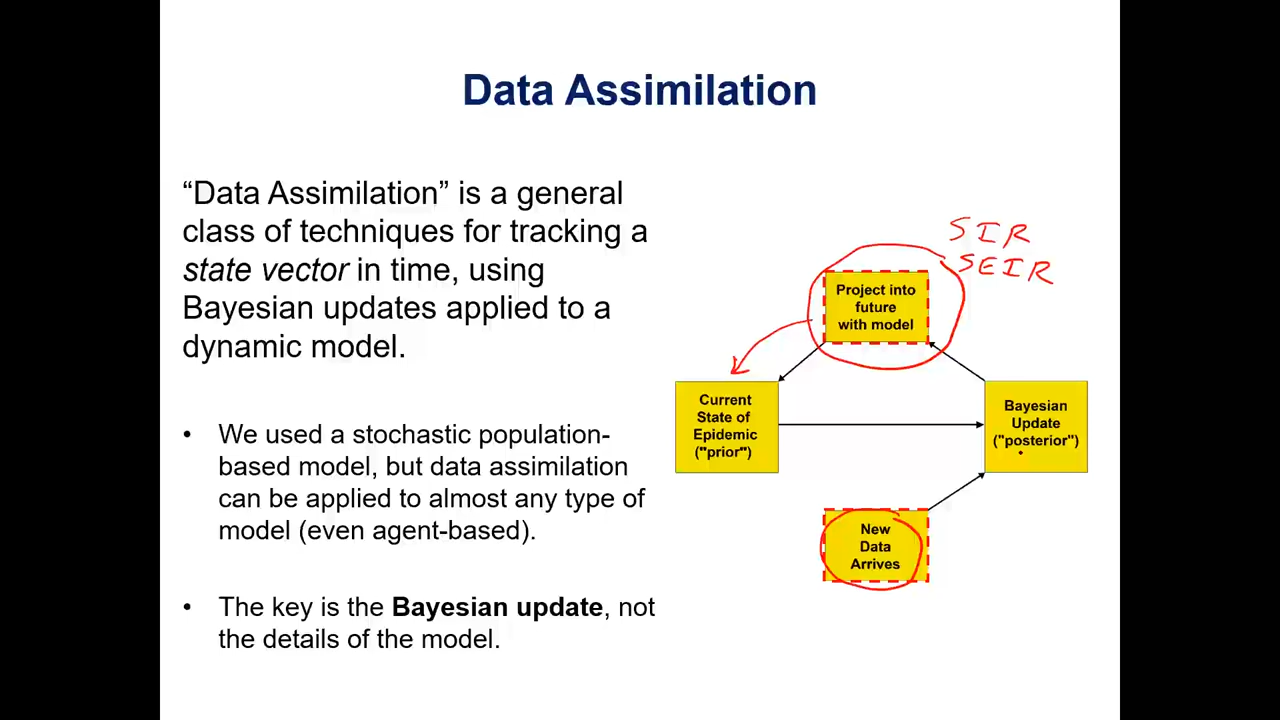 Data Assimilation
“Data Assimilation” is a general
class of techniques for tracking a
state vector in time, using
Bayesian updates applied to a
dynamic model.
• We used a stochastic population-
based model, but data assimilation
can be applied to almost any type of
model (even agent-based).
• The key is the Bayesian update, not
the details of the model.
SIR
SEIR
Project into
future
with model
Current
State of
Epidemic
("prior")
Bayesian
Update
("posterior")
New
Data
Arrives